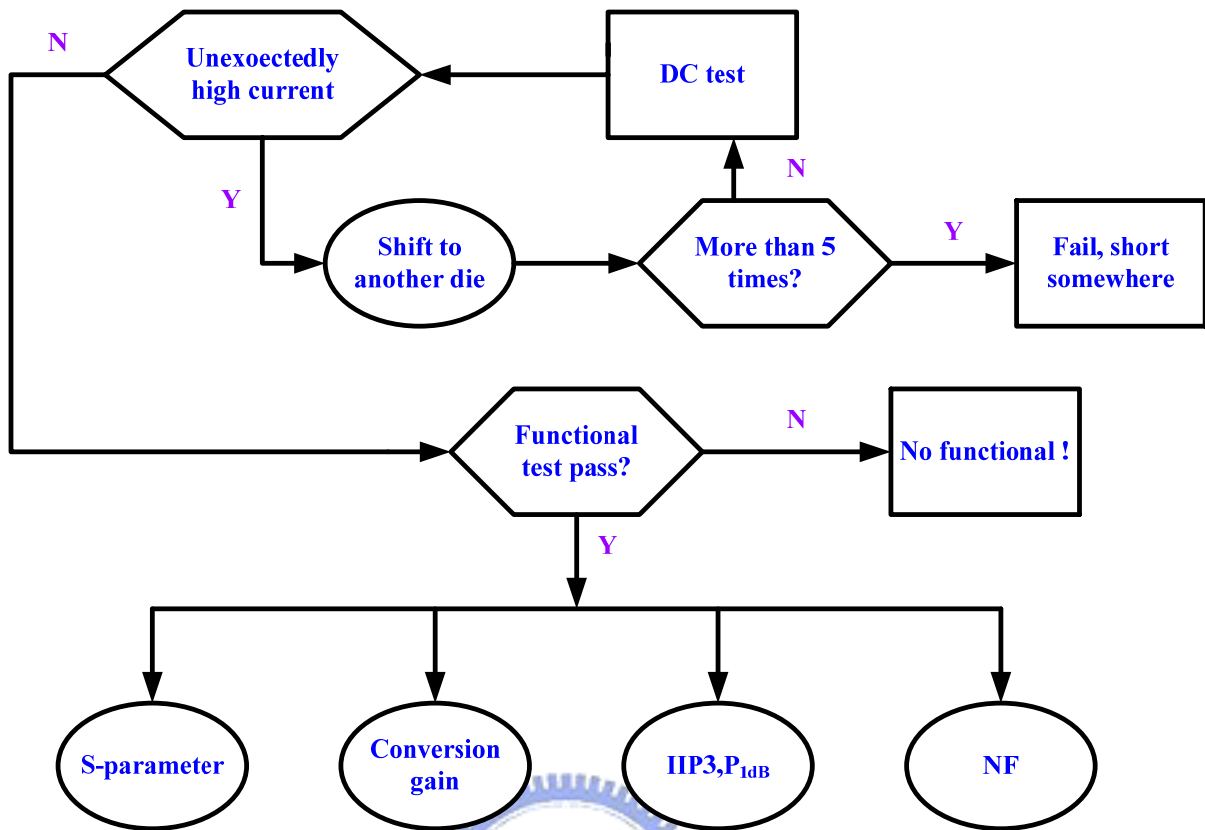 N
Unexoectedly
high current
DC test
Y
N
Shift to
another die
More than 5
times?
Y
Fail, short
somewhere
Functional
test pass?
N
No functional !
Y
S-parameter
Conversion
gain
IIP3,P1dB
NF